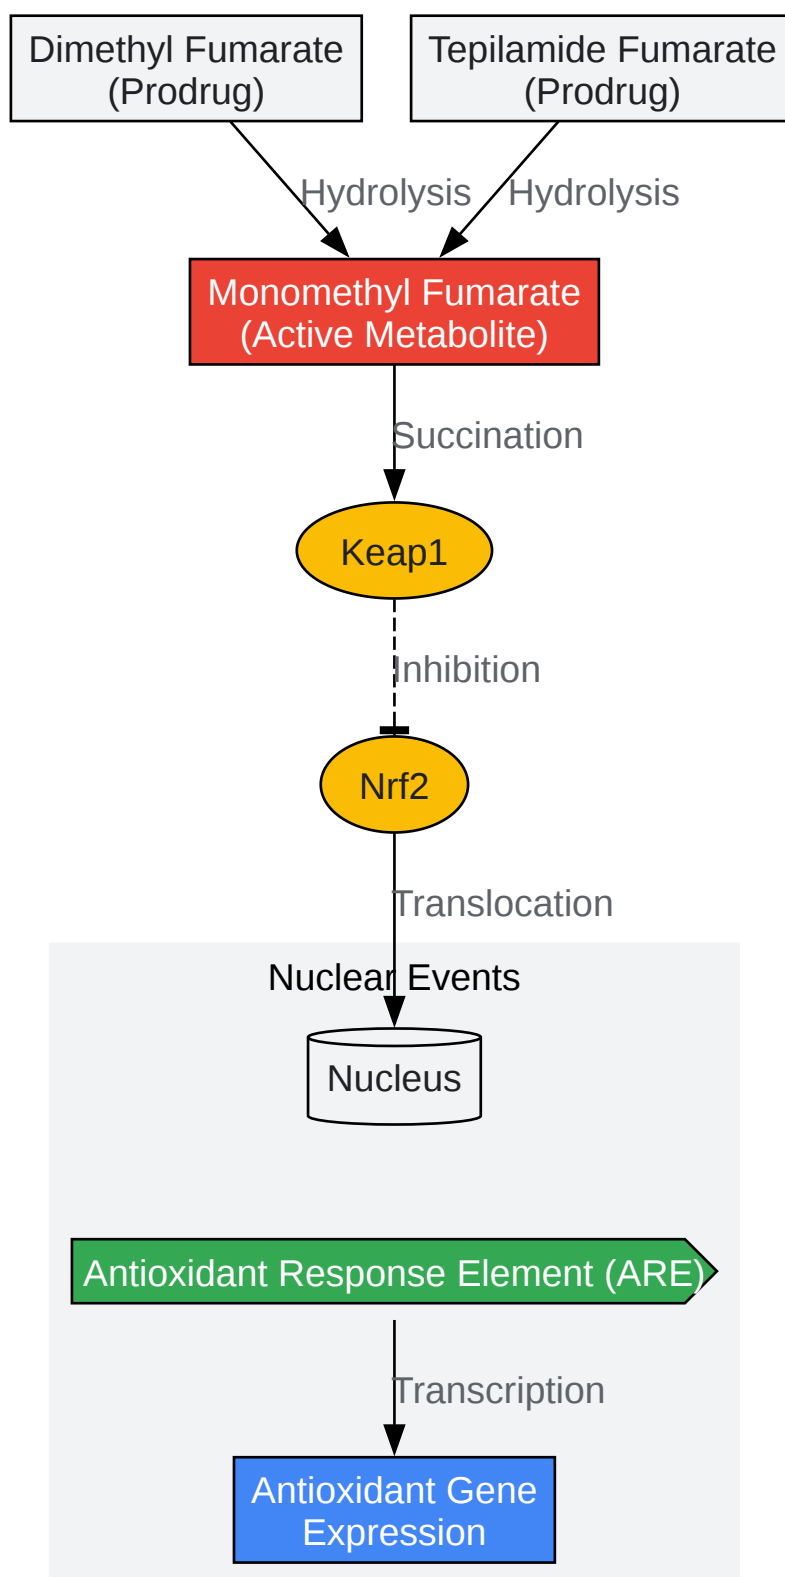 Dimethyl Fumarate
(Prodrug)
Tepilamide Fumarate
(Prodrug)
Hydrolysis
Hydrolysis
Monomethyl Fumarate
(Active Metabolite)
Succination
Keap1
Inhibition
Nrf2
Translocation
Nuclear Events
Nucleus
Antioxidant Response Element (ARE)
Transcription
Antioxidant Gene
Expression